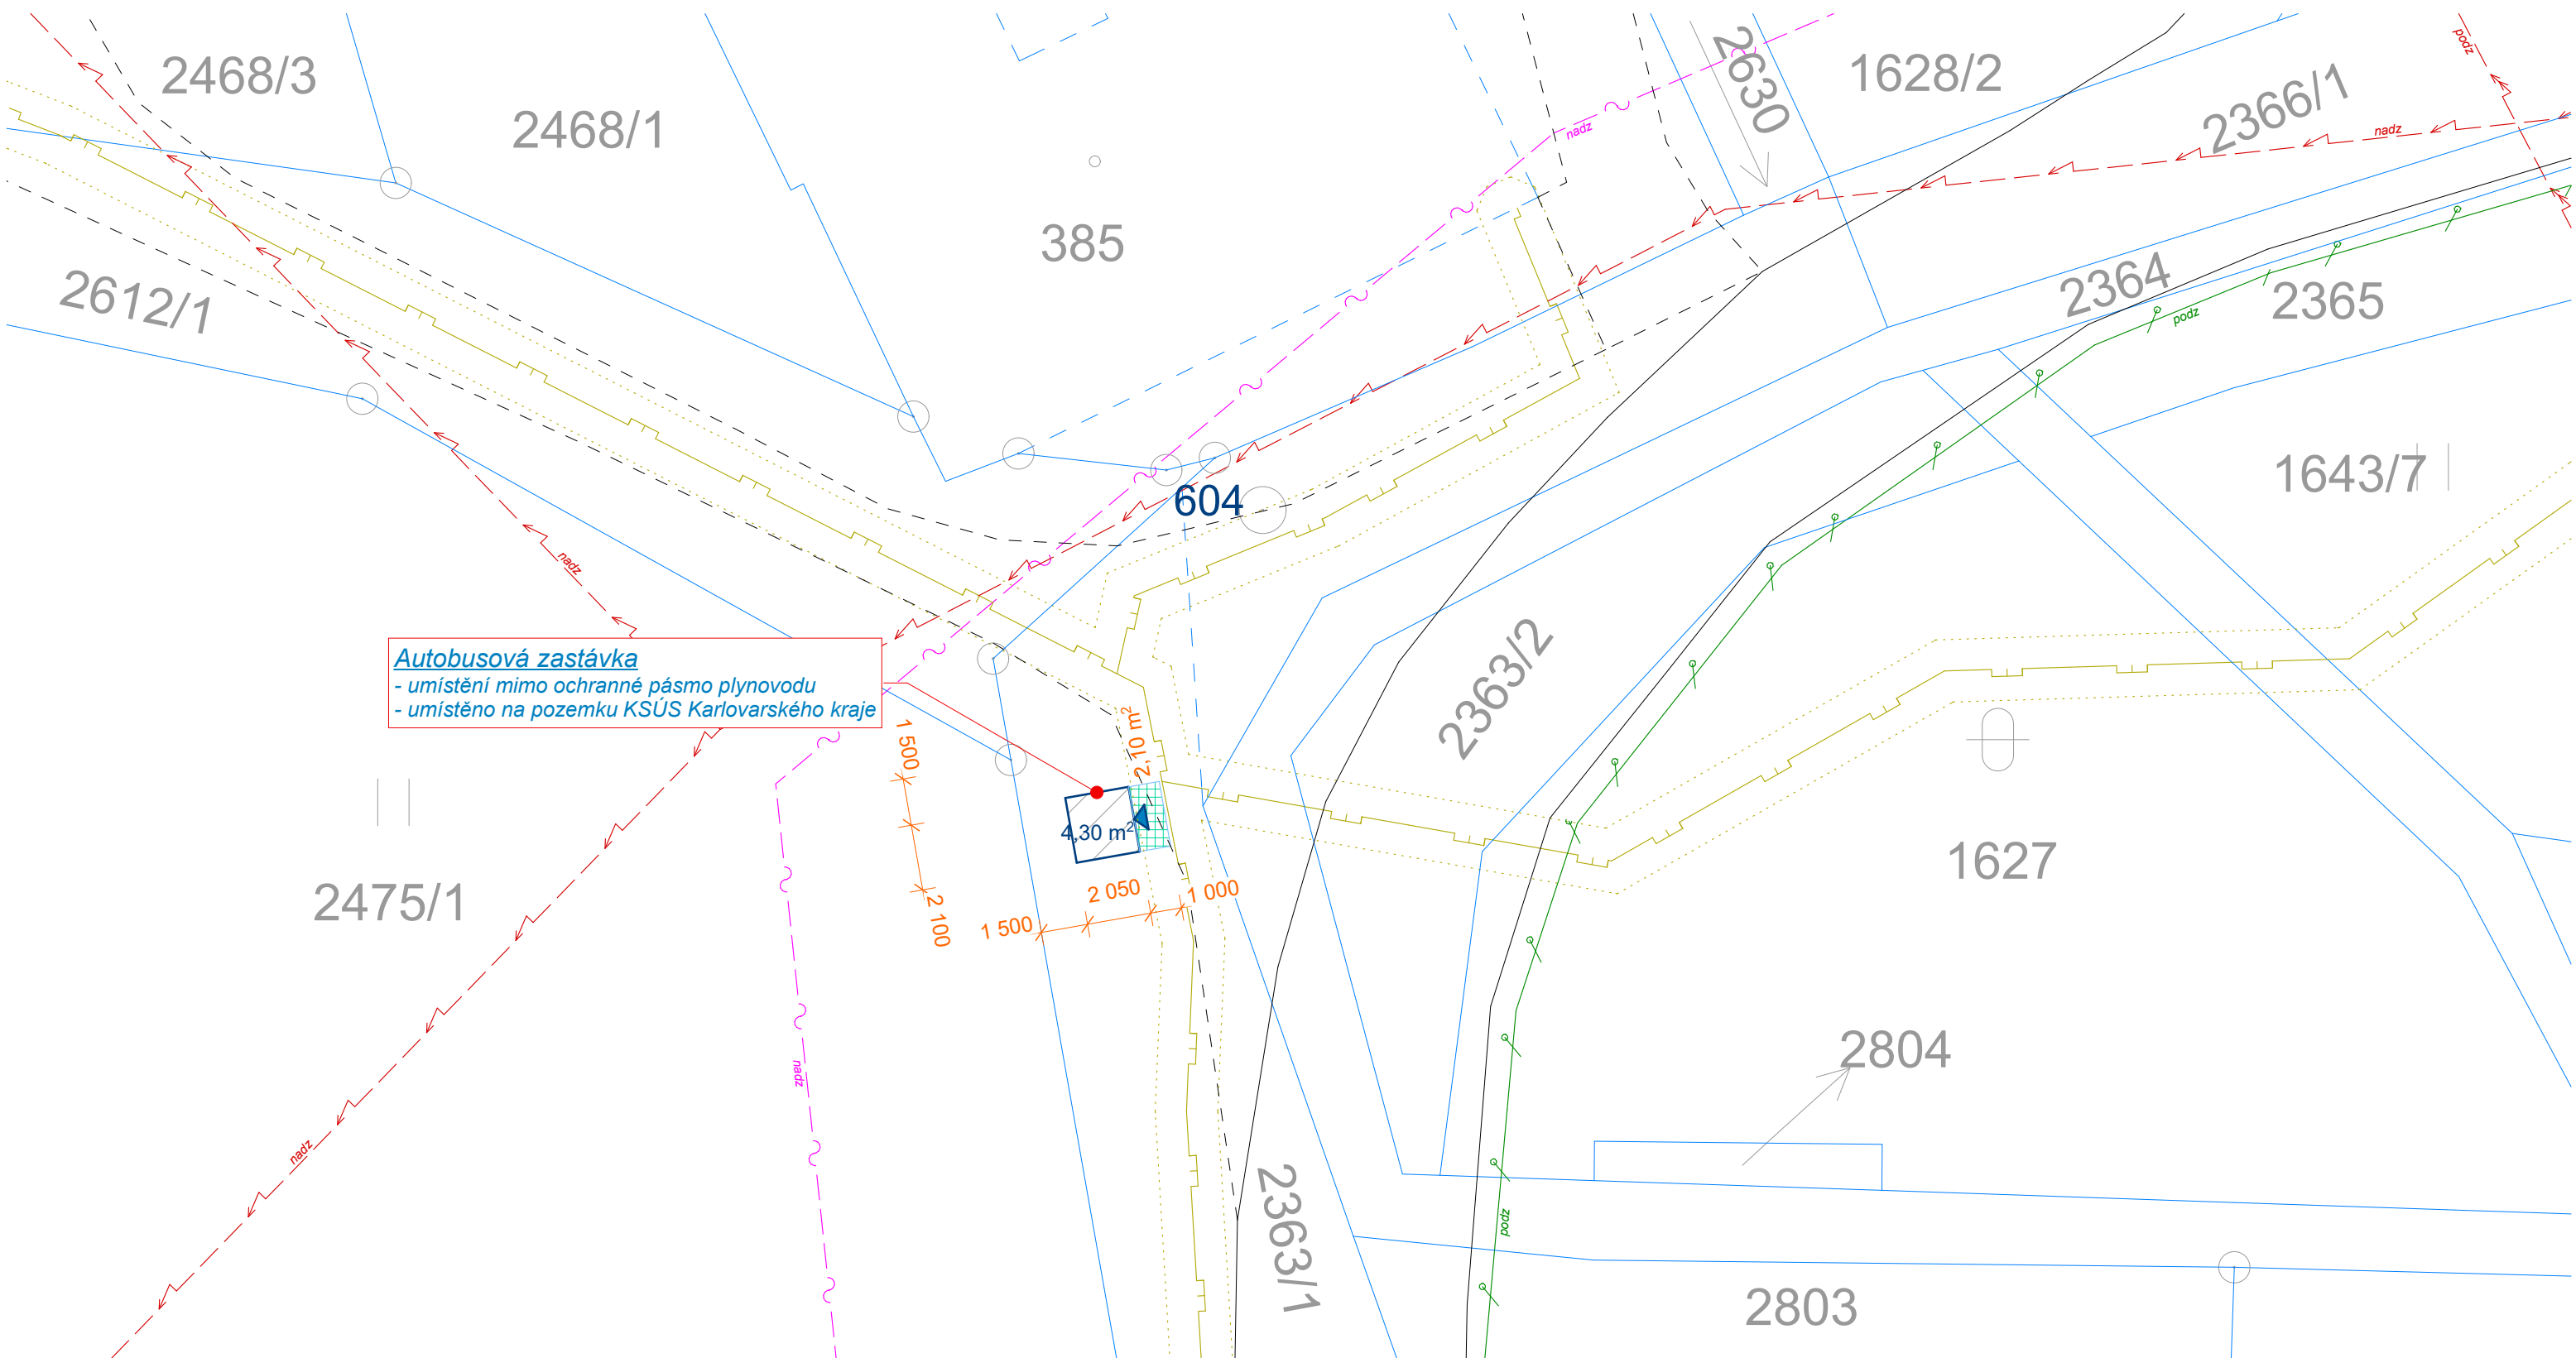 2468/3
2468/1
2630
1628/2
2366/1
podz
nadz
nadz
385
2612/1
2364
2365
podz
1643/7
604
nadz
Autobusová zastávka
- umístění mimo ochranné pásmo plynovodu
- umístěno na pozemku KSÚS Karlovarského kraje
2363/2
1 500
2,10 m²
4,30 m²
1627
2475/1
2 100
1 500
2 050
1 000
2804
nadz
nadz
podz
2363/1
2803